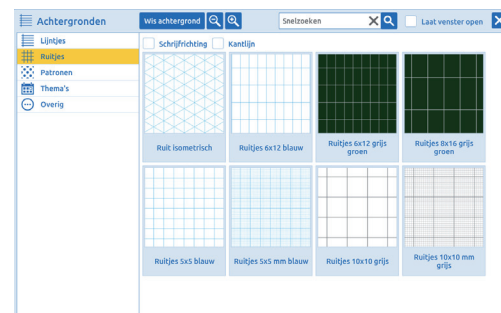 Achtergronden
Wis achtergrond
Snelzoeken
Laat venster open
Lijntjes
Ruitjes
Patronen
Thema's
Overig
Schrijfrichting
Kantlijn
Ruit isometrisch
Ruitjes 6x12 blauw
Ruitjes 6x12 grijs
groen
Ruitjes 8x16 grijs
groen
Ruitjes 5x5 blauw
Ruitjes 5x5 mm blauw
Ruitjes 10x10 grijs
Ruitjes 10x10 mm
grijs